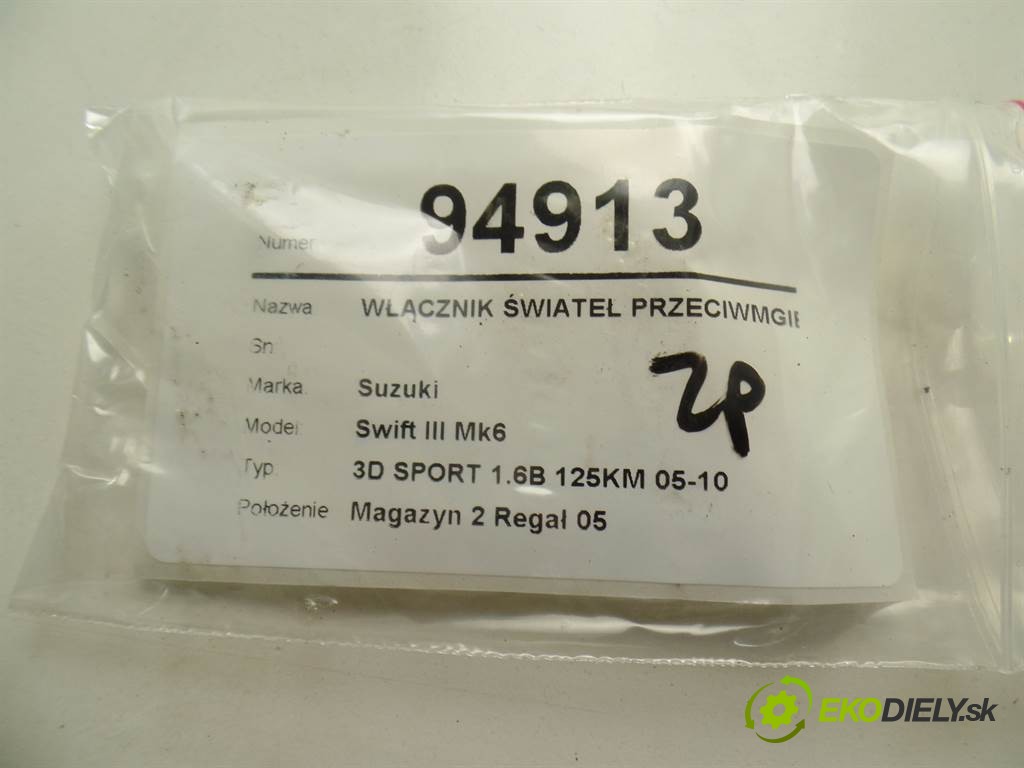 Numer 94913
Nazwa WŁĄCZNIK ŚWIATEŁ PRZECIWMGIE
Sn
Marka Suzuki
Model Swift III Mk6
Typ 3D SPORT 1.6B 125KM 05-10
Położenie Magazyn 2 Regał 05
ZP
EKODIELY.sk